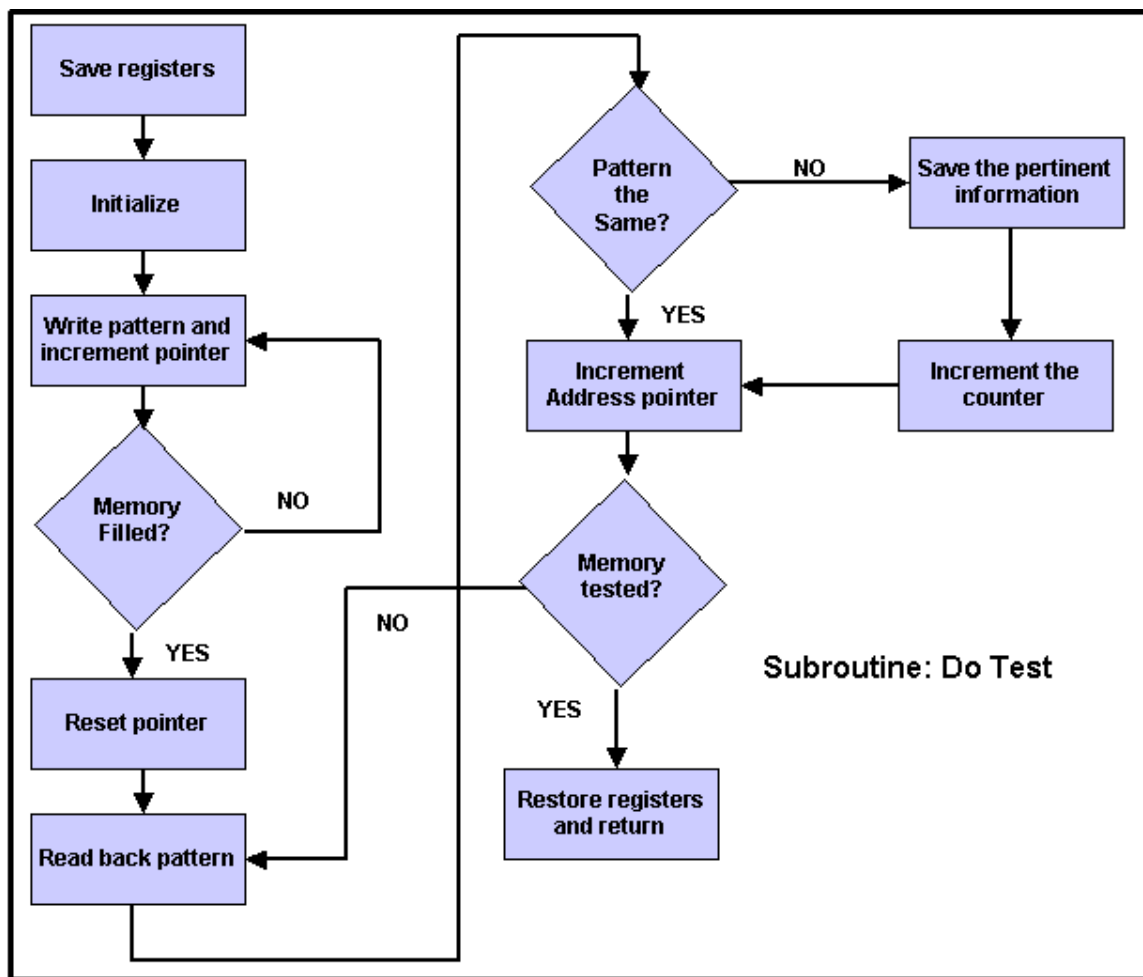 Save registers
Initialize
Write pattern and
increment pointer
Memory
Filled?
NO
YES
Reset pointer
Read back pattern
Pattern
the
Same?
NO
Save the pertinent
information
YES
Increment
Address pointer
Increment the
counter
Memory
tested?
NO
YES
Restore registers
and return
Subroutine: Do Test